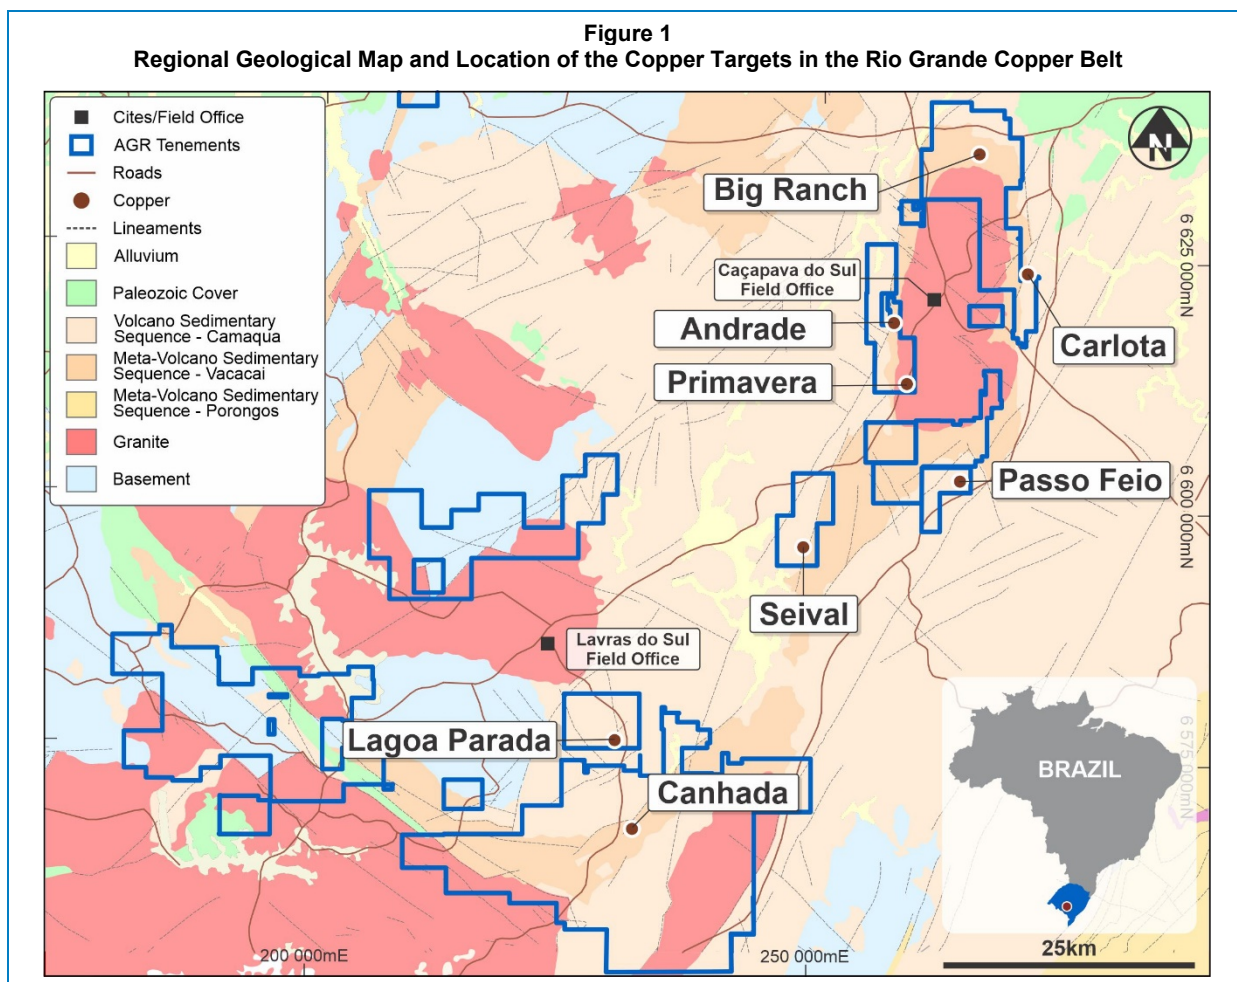 Figure 1
Regional Geological Map and Location of the Copper Targets in the Rio Grande Copper Belt
Cites/Field Office
AGR Tenements
Roads
Copper
Lineaments
Alluvium
Paleozoic Cover
Volcano Sedimentary
Sequence - Camaqua
Meta-Volcano Sedimentary
Sequence - Vacacai
Meta-Volcano Sedimentary
Sequence - Porongos
Granite
Basement
N
Big Ranch
6 625 000mN
Caçapava do Sul
Field Office
Andrade
Carlota
Primavera
Passo Feio
6 600 000mN
Seival
Lavras do Sul
Field Office
Lagoa Parada
Canhada
6 575 000mN
BRAZIL
200 000mE
250 000mE
25km